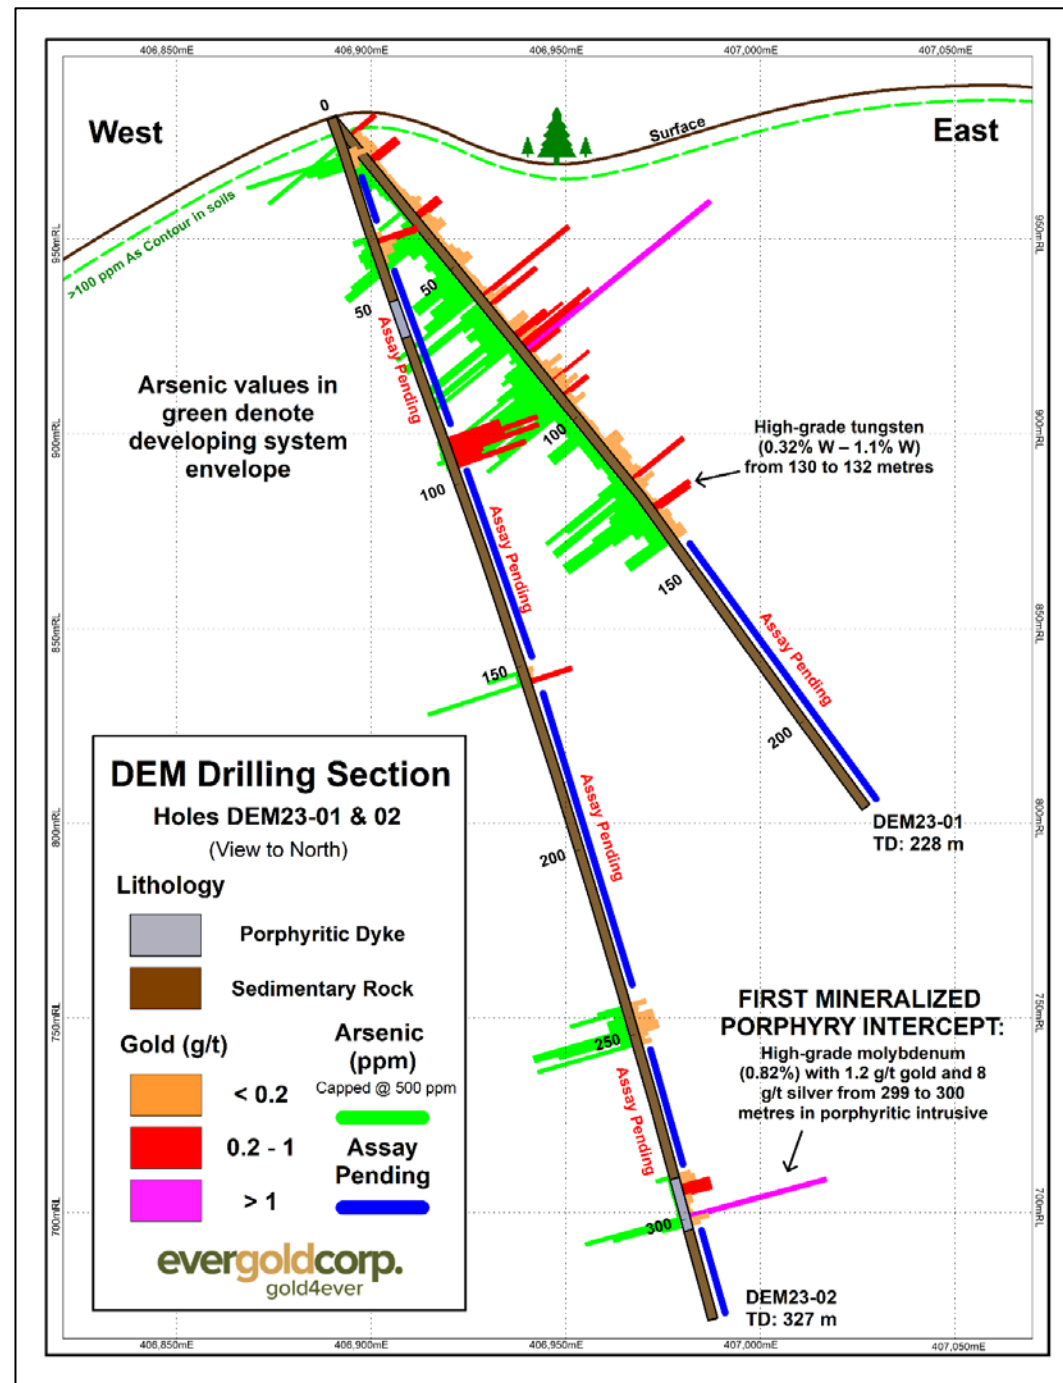 406,850mE
406,900mE
406,950mE
407,000mE
407,050mE
West
East
0
Surface
>100 ppm As Contour in soils
950mRL
950mRL
50
50
Assay Pending
Arsenic values in
green denote
developing system
envelope
900mRL
900mRL
100
100
High-grade tungsten
(0.32% W – 1.1% W)
from 130 to 132 metres
Assay Pending
150
Assay Pending
850mRL
850mRL
150
200
Assay Pending
800mRL
800mRL
DEM23-01
TD: 228 m
200
DEM Drilling Section
Holes DEM23-01 & 02
(View to North)
Lithology
Porphyritic Dyke
Sedimentary Rock
Gold (g/t)
< 0.2
0.2 - 1
> 1
Arsenic
(ppm)
Capped @ 500 ppm
Assay
Pending
evergoldcorp.
gold4ever
750mRL
750mRL
250
Assay Pending
FIRST MINERALIZED
PORPHYRY INTERCEPT:
High-grade molybdenum
(0.82%) with 1.2 g/t gold and 8
g/t silver from 299 to 300
metres in porphyritic intrusive
700mRL
700mRL
300
DEM23-02
TD: 327 m
406,850mE
406,900mE
406,950mE
407,000mE
407,050mE